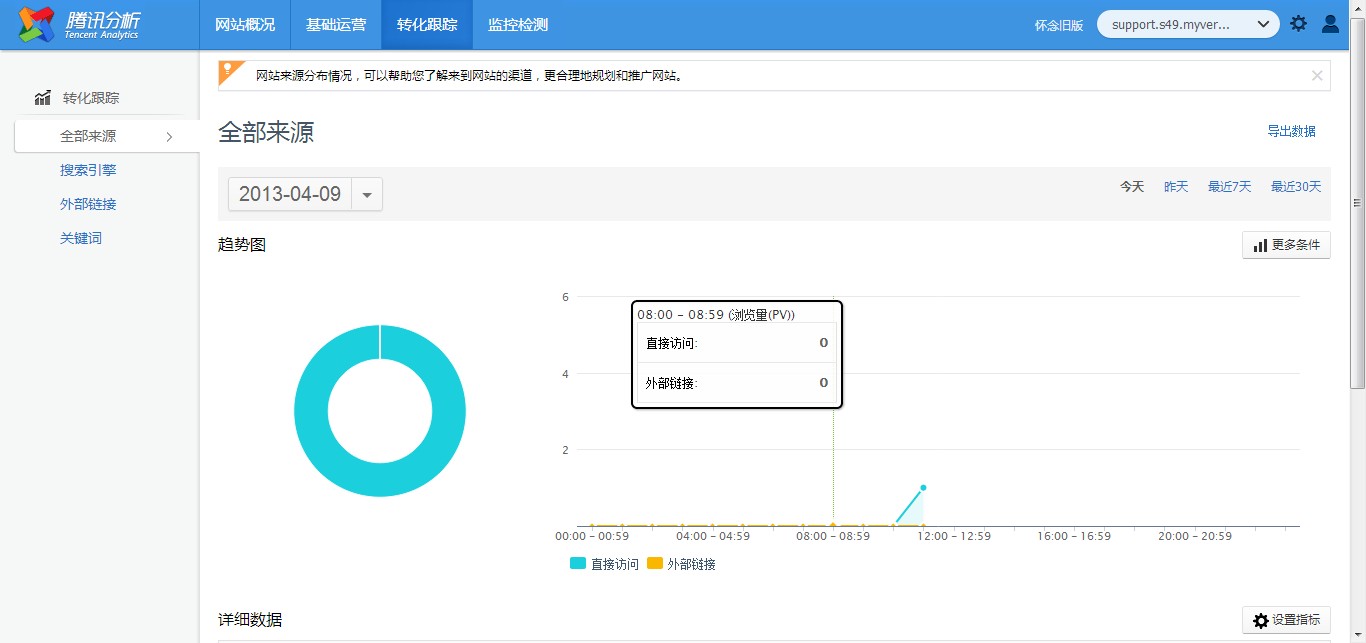 腾讯分析
Tencent Analytics
网站概况 基础运营 转化跟踪 监控检测
怀念旧版 support.s49.myver...
网站来源分布情况，可以帮助您了解来到网站的渠道，更合理地规划和推广网站。
转化跟踪
全部来源
搜索引擎
外部链接
关键词
全部来源
导出数据
2013-04-09
今天 昨天 最近7天 最近30天
趋势图
更多条件
6
4
2
08:00 – 08:59 (浏览量(PV))
直接访问: 0
外部链接: 0
00:00 – 00:59 04:00 – 04:59 08:00 – 08:59 12:00 – 12:59 16:00 – 16:59 20:00 – 20:59
直接访问 外部链接
详细数据
设置指标